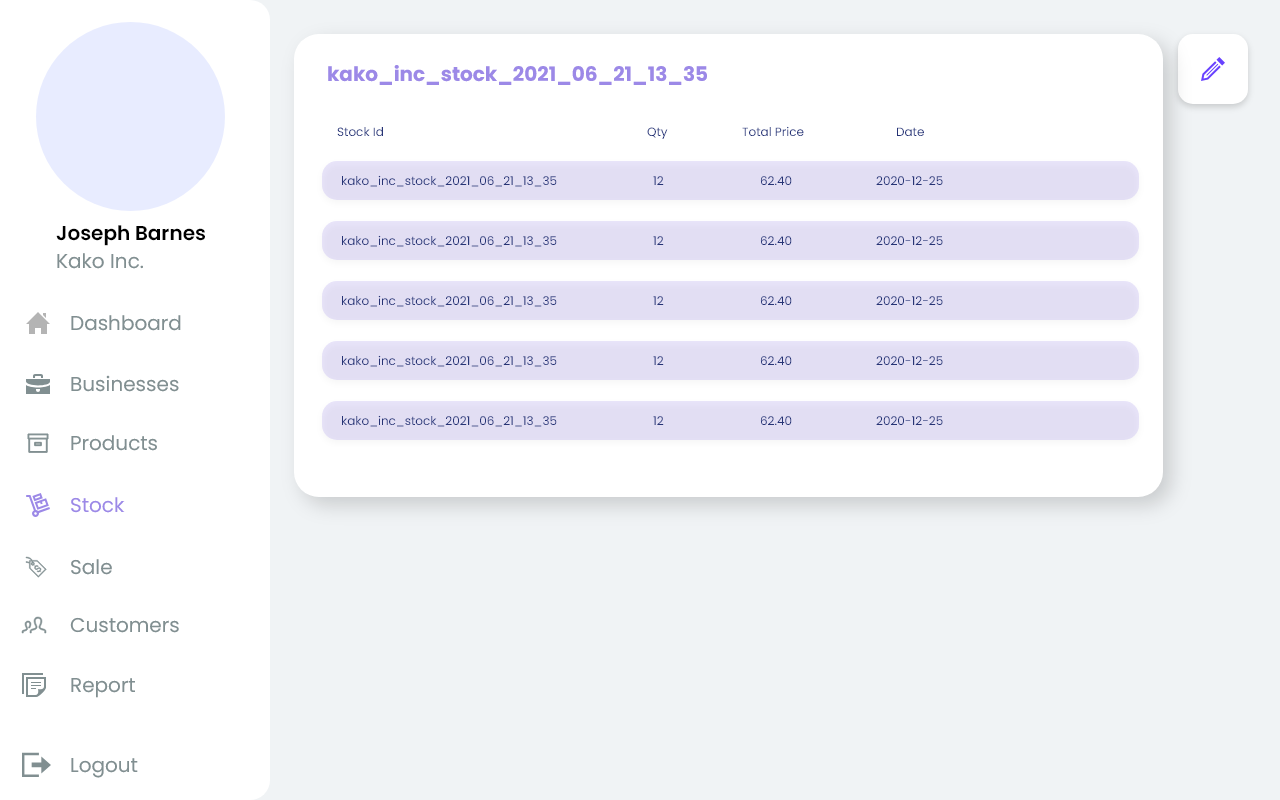 Joseph Barnes
Kako Inc.
Dashboard
Businesses
Products
Stock
Sale
Customers
Report
Logout
kako_inc_stock_2021_06_21_13_35
Stock Id Qty Total Price Date
kako_inc_stock_2021_06_21_13_35 12 62.40 2020-12-25
kako_inc_stock_2021_06_21_13_35 12 62.40 2020-12-25
kako_inc_stock_2021_06_21_13_35 12 62.40 2020-12-25
kako_inc_stock_2021_06_21_13_35 12 62.40 2020-12-25
kako_inc_stock_2021_06_21_13_35 12 62.40 2020-12-25